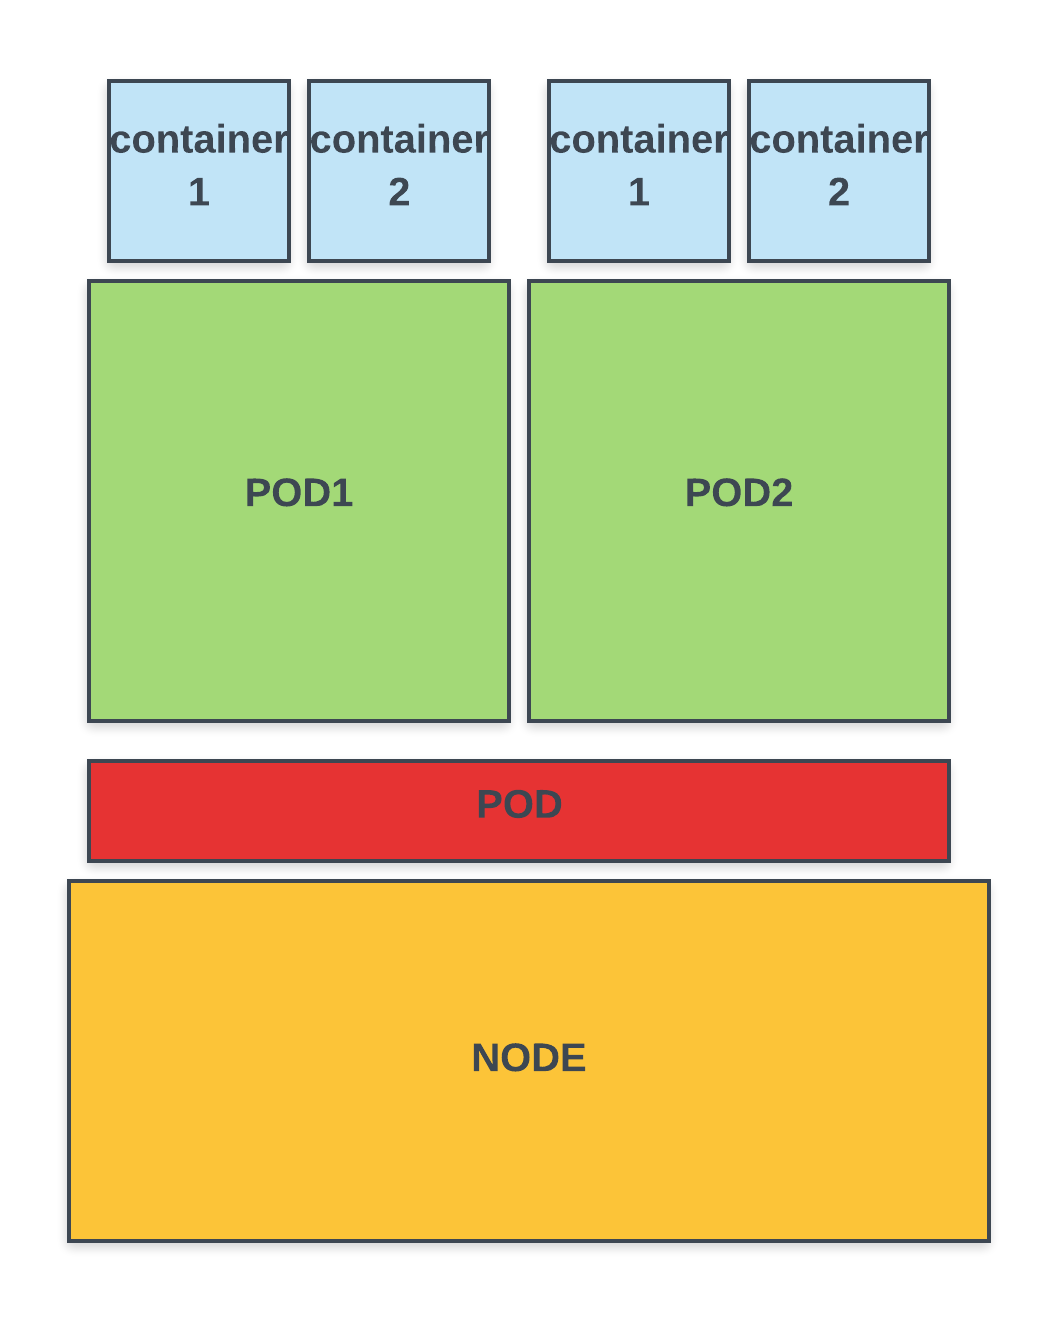 container container container container
1 2 1 2
POD1 POD2
POD
NODE